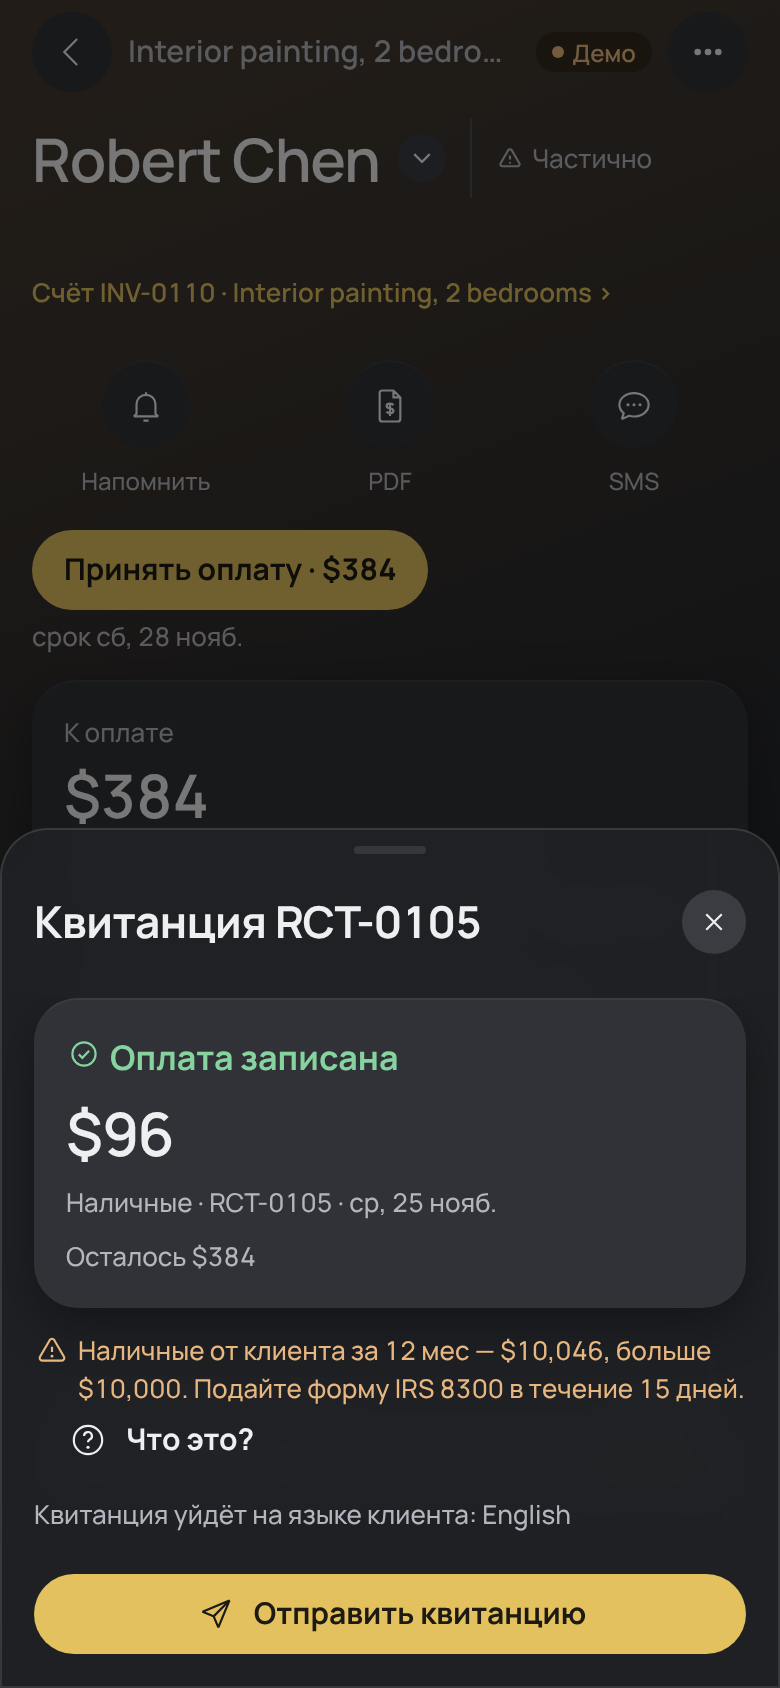 Interior painting, 2 bedro...
Демо
Robert Chen
Частично
Счёт INV-0110 · Interior painting, 2 bedrooms ›
Напомнить
PDF
SMS
Принять оплату · $384
срок сб, 28 нояб.
К оплате
$384
Квитанция RCT-0105
Оплата записана
$96
Наличные · RCT-0105 · ср, 25 нояб.
Осталось $384
Наличные от клиента за 12 мес — $10,046, больше
$10,000. Подайте форму IRS 8300 в течение 15 дней.
Что это?
Квитанция уйдёт на языке клиента: English
Отправить квитанцию